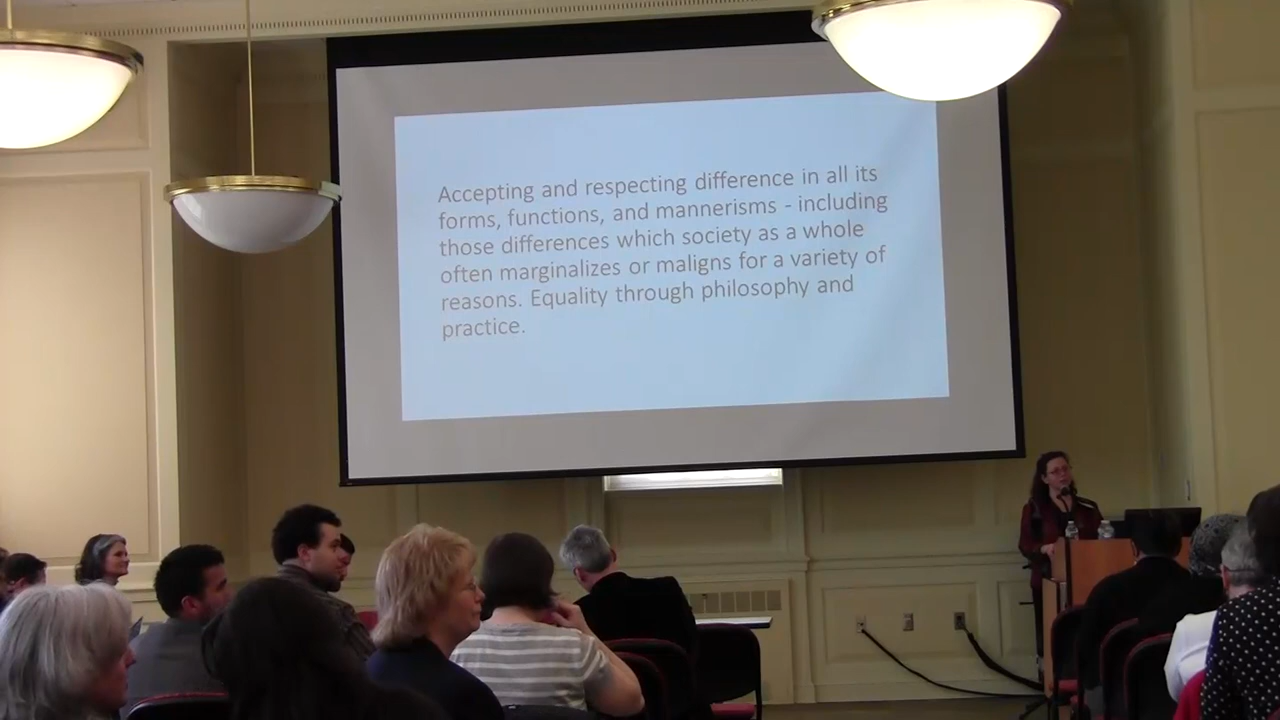 Accepting and respecting difference in all its
forms, functions, and mannerisms - including
those differences which society as a whole
often marginalizes or maligns for a variety of
reasons. Equality through philosophy and
practice.